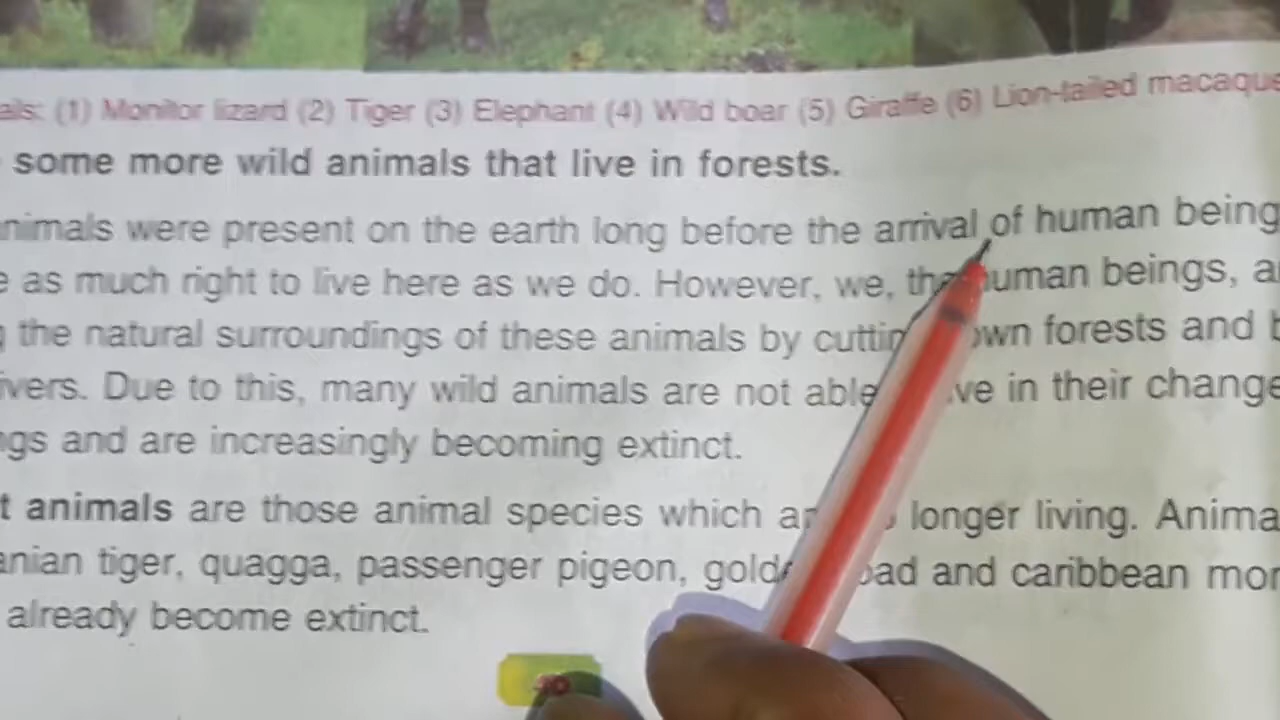 als: (1) Monitor lizard (2) Tiger (3) Elephant (4) Wild boar (5) Giraffe (6) Lion-tailed macaque
some more wild animals that live in forests.
nimals were present on the earth long before the arrival of human being
e as much right to live here as we do. However, we, the human beings, a
g the natural surroundings of these animals by cutting down forests and b
ivers. Due to this, many wild animals are not able ve in their change
ngs and are increasingly becoming extinct.
t animals are those animal species which longer living. Anima
anian tiger, quagga, passenger pigeon, golden toad and caribbean mon
already become extinct.